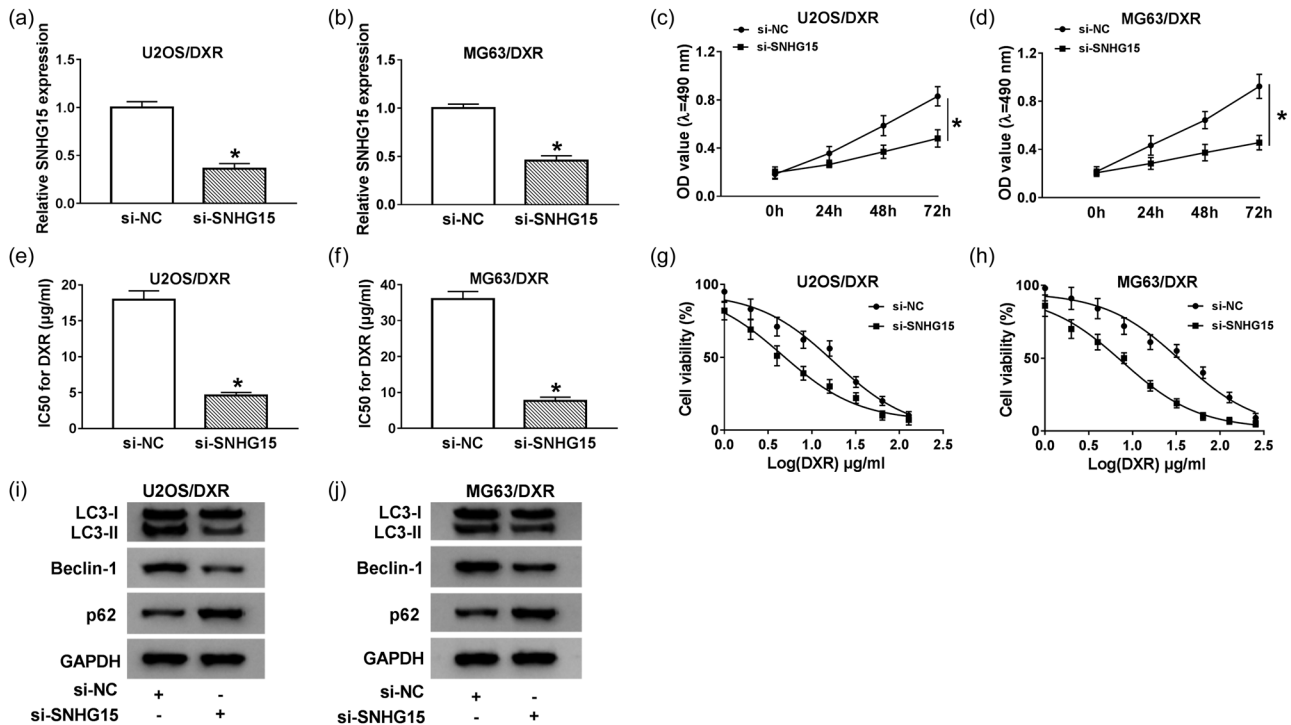 (a)
U2OS/DXR
Relative SNHG15 expression
1.5
1.0
0.5
0.0
*
si-NC si-SNHG15
(b)
MG63/DXR
Relative SNHG15 expression
1.5
1.0
0.5
0.0
*
si-NC si-SNHG15
(c)
U2OS/DXR
si-NC
si-SNHG15
OD value (λ=490 nm)
1.2
0.8
0.4
0.0
*
0h 24h 48h 72h
(d)
MG63/DXR
si-NC
si-SNHG15
OD value (λ=490 nm)
1.2
0.8
0.4
0.0
*
0h 24h 48h 72h
(e)
U2OS/DXR
IC50 for DXR (μg/ml)
20
15
10
5
0
*
si-NC si-SNHG15
(f)
MG63/DXR
IC50 for DXR (μg/ml)
40
30
20
10
0
*
si-NC si-SNHG15
(g)
U2OS/DXR
si-NC
si-SNHG15
Cell viability (%)
100
50
0
0.0 0.5 1.0 1.5 2.0 2.5
Log(DXR) μg/ml
(h)
MG63/DXR
si-NC
si-SNHG15
Cell viability (%)
100
50
0
0.0 0.5 1.0 1.5 2.0 2.5
Log(DXR) μg/ml
(i)
U2OS/DXR
LC3-I
LC3-II
Beclin-1
p62
GAPDH
si-NC + -
si-SNHG15 - +
(j)
MG63/DXR
LC3-I
LC3-II
Beclin-1
p62
GAPDH
si-NC + -
si-SNHG15 - +